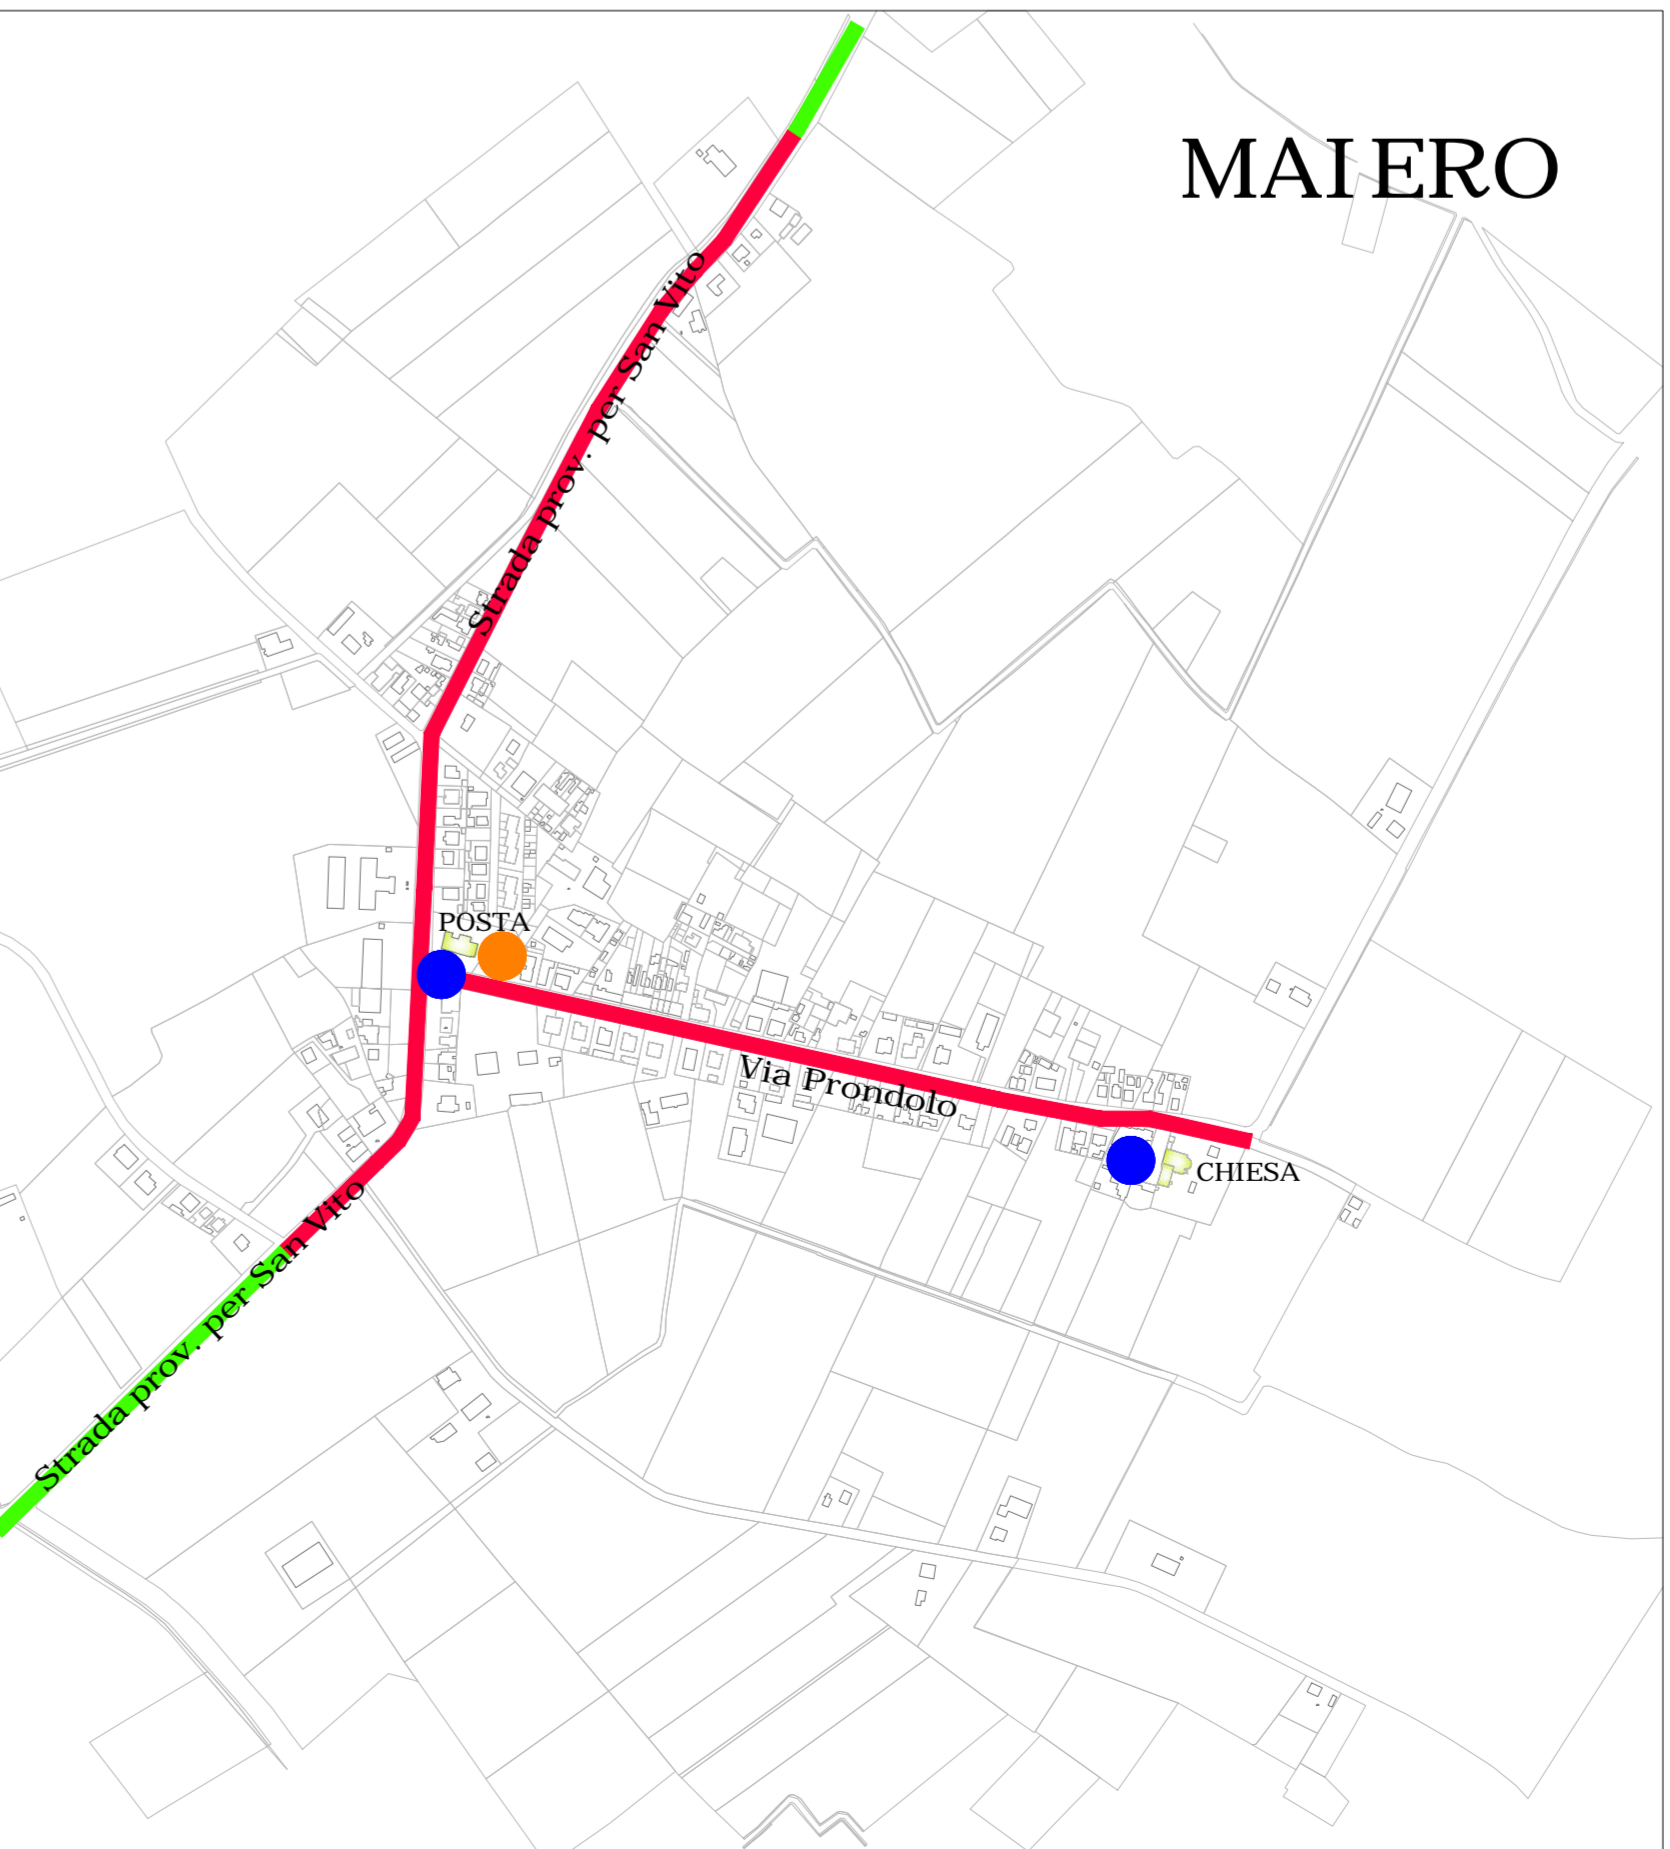 MAIERO
Strada prov. per San Vito
POSTA
Via Prondolo
CHIESA
Strada prov. per San Vito